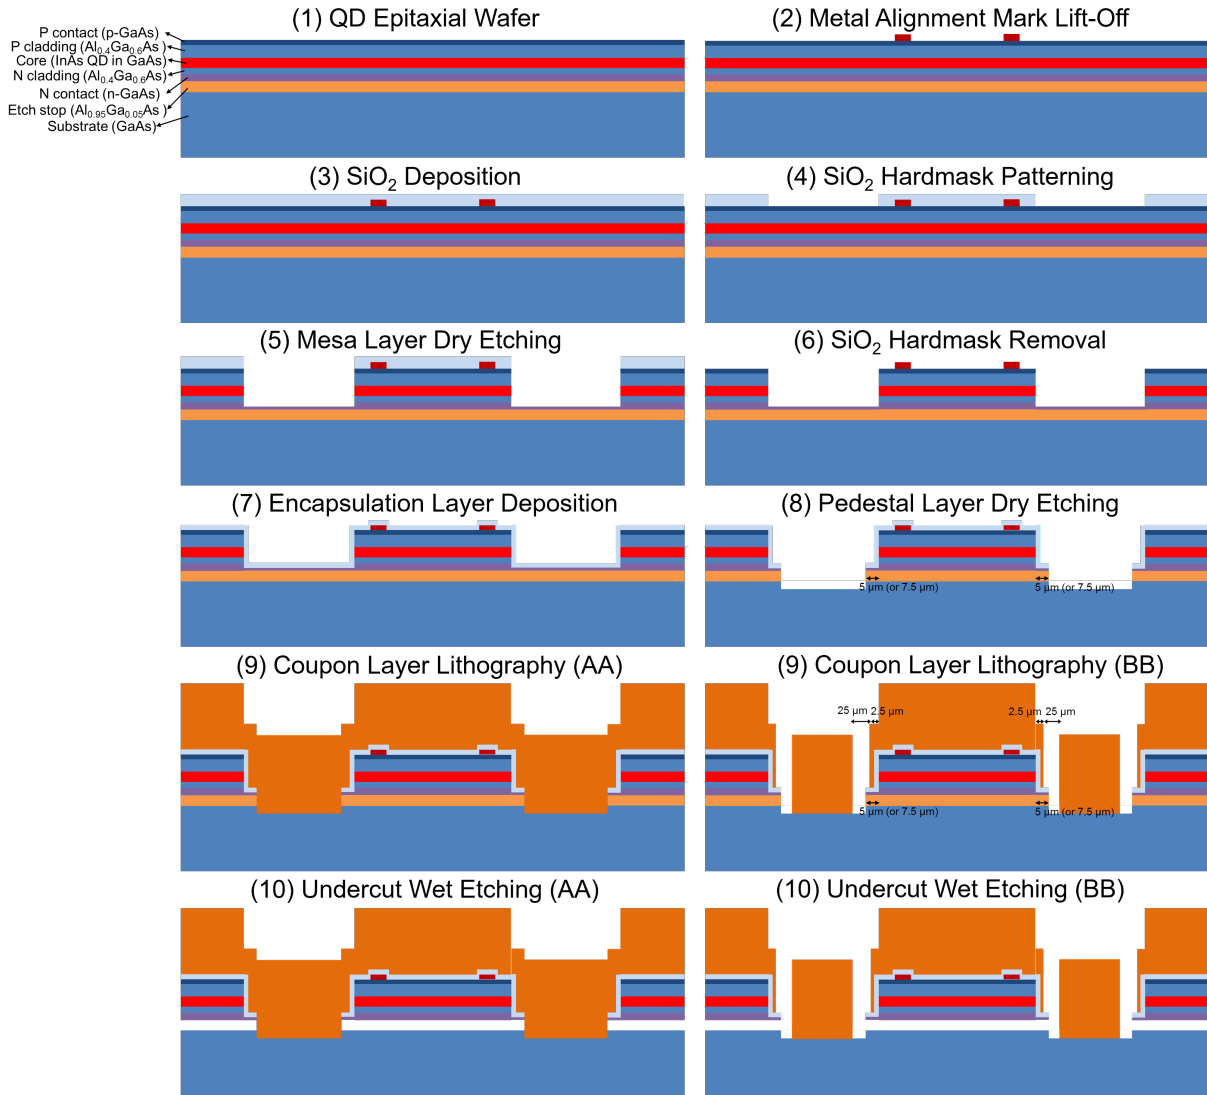 (1) QD Epitaxial Wafer
(2) Metal Alignment Mark Lift-Off
P contact (p-GaAs)
P cladding (Al₀.₄Ga₀.₆As )
Core (InAs QD in GaAs)
N cladding (Al₀.₄Ga₀.₆As)
N contact (n-GaAs)
Etch stop (Al₀.₉₅Ga₀.₀₅As )
Substrate (GaAs)
(3) SiO₂ Deposition
(4) SiO₂ Hardmask Patterning
(5) Mesa Layer Dry Etching
(6) SiO₂ Hardmask Removal
(7) Encapsulation Layer Deposition
(8) Pedestal Layer Dry Etching
5 µm (or 7.5 µm)
5 µm (or 7.5 µm)
(9) Coupon Layer Lithography (AA)
(9) Coupon Layer Lithography (BB)
25 µm
2.5 µm
2.5 µm
25 µm
5 µm (or 7.5 µm)
5 µm (or 7.5 µm)
(10) Undercut Wet Etching (AA)
(10) Undercut Wet Etching (BB)